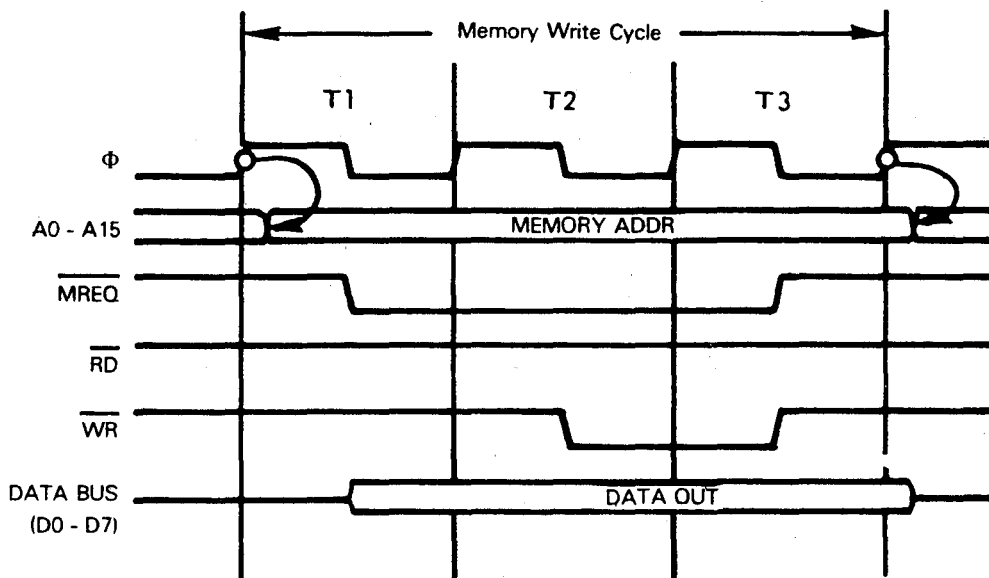 Memory Write Cycle
T1 T2 T3
Φ
A0 - A15 MEMORY ADDR
MREQ
RD
WR
DATA BUS DATA OUT
(D0 - D7)